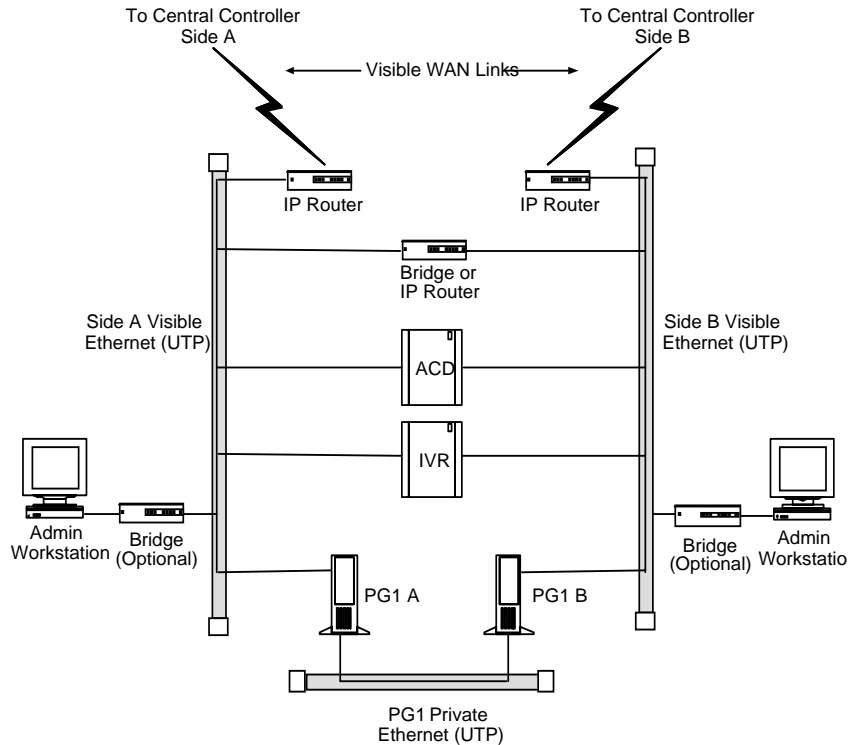 To Central Controller
Side A
To Central Controller
Side B
Visible WAN Links
IP Router
IP Router
Bridge or
IP Router
Side A Visible
Ethernet (UTP)
Side B Visible
Ethernet (UTP)
ACD
IVR
Admin
Workstation
Bridge
(Optional)
Bridge
(Optional)
Admin
Workstatio
PG1 A
PG1 B
PG1 Private
Ethernet (UTP)